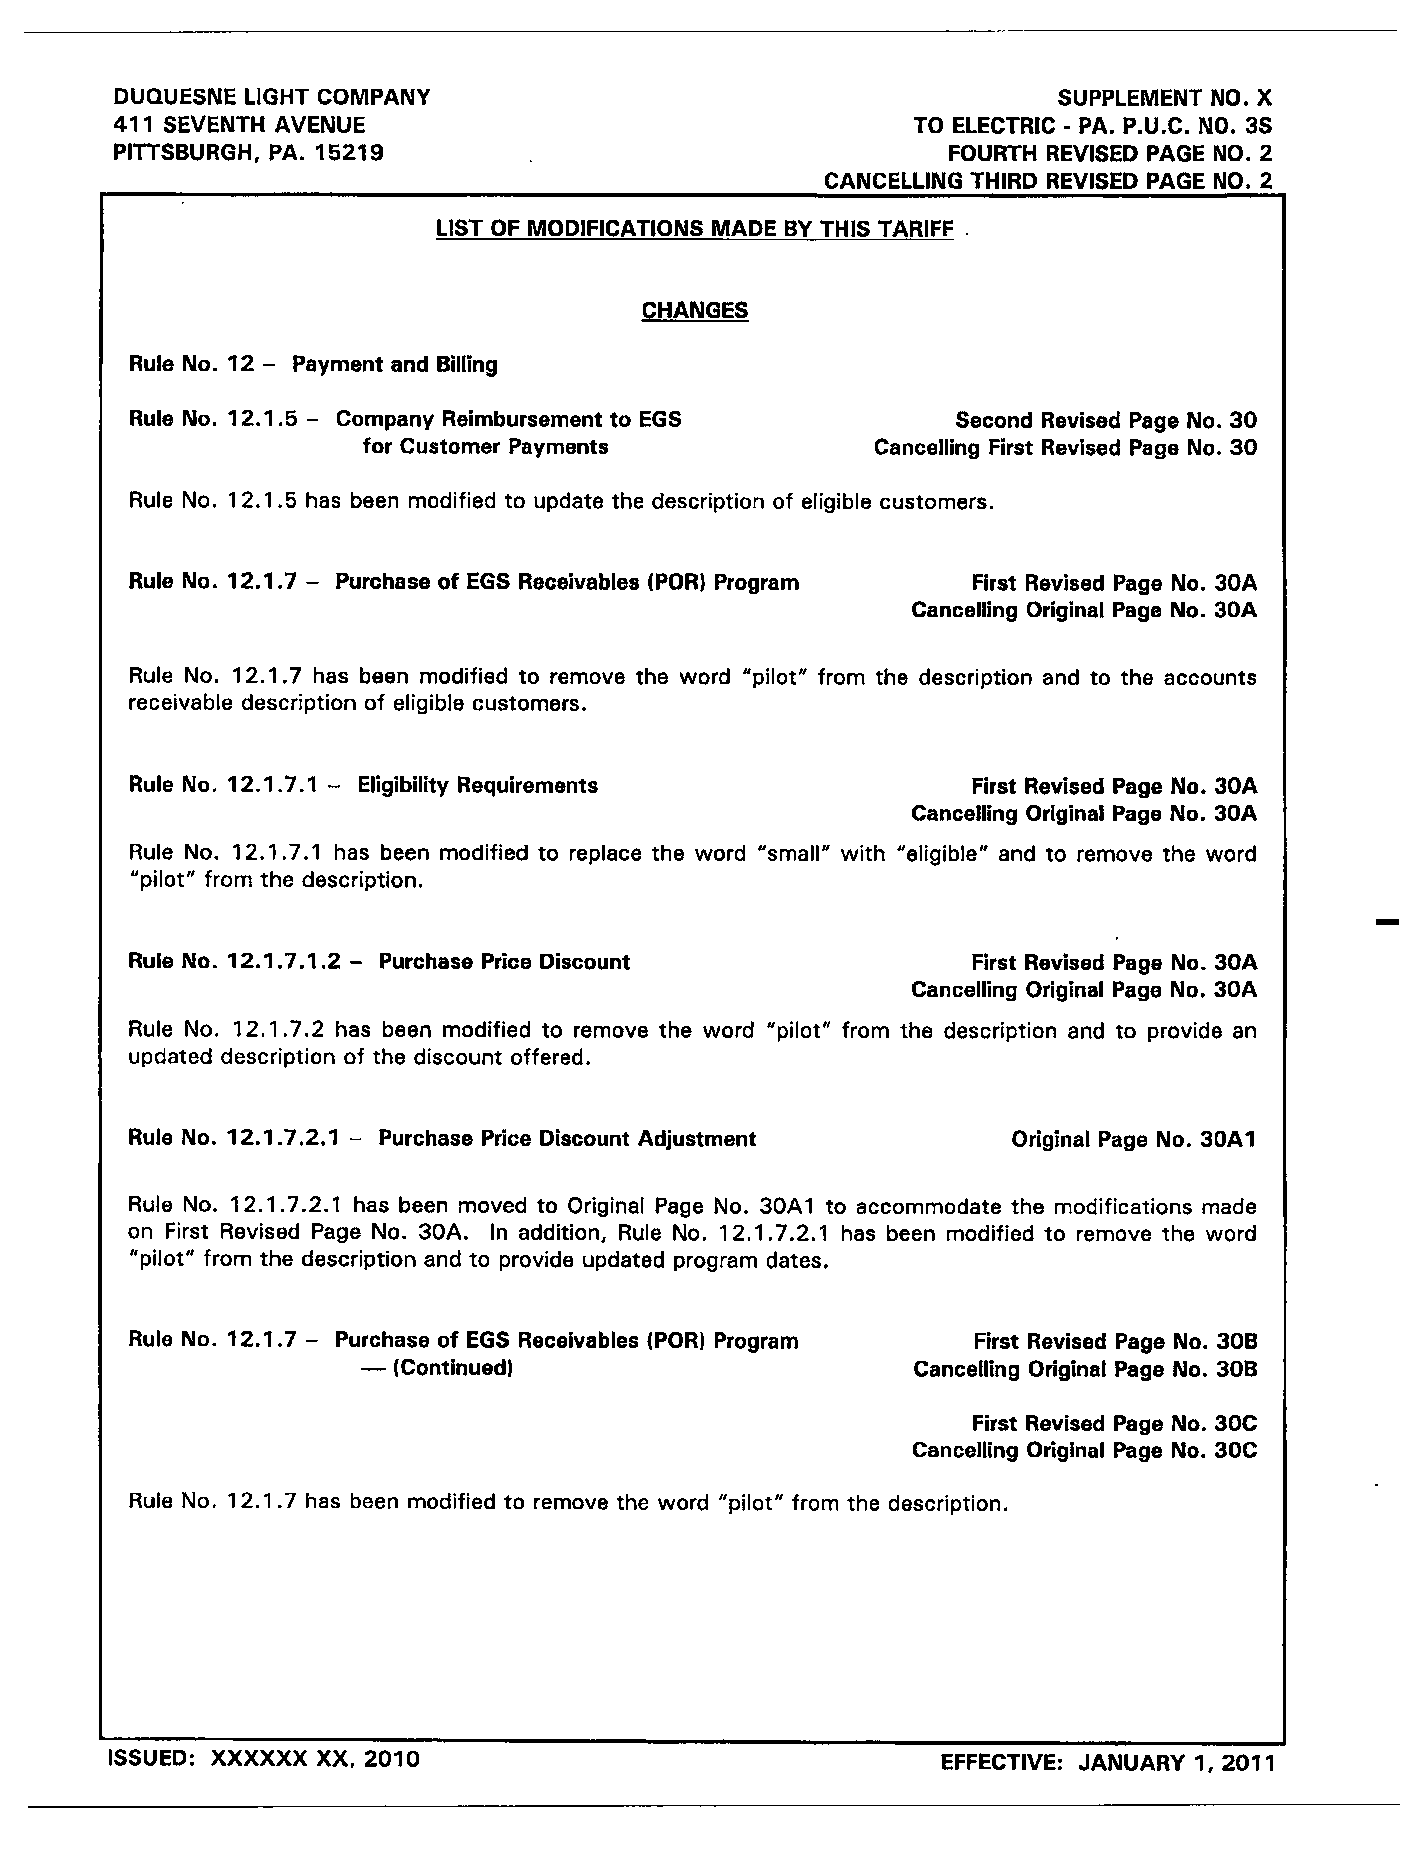 DUQUESNE LIGHT COMPANY
411 SEVENTH AVENUE
PITTSBURGH, PA. 15219
SUPPLEMENT NO. X
TO ELECTRIC - PA. P.U.C. NO. 3S
FOURTH REVISED PAGE NO. 2
CANCELLING THIRD REVISED PAGE NO. 2
LIST OF MODIFICATIONS MADE BY THIS TARIFF
CHANGES
Rule No. 12 – Payment and Billing
Rule No. 12.1.5 – Company Reimbursement to EGS Second Revised Page No. 30
for Customer Payments Cancelling First Revised Page No. 30
Rule No. 12.1.5 has been modified to update the description of eligible customers.
Rule No. 12.1.7 – Purchase of EGS Receivables (POR) Program First Revised Page No. 30A
Cancelling Original Page No. 30A
Rule No. 12.1.7 has been modified to remove the word "pilot" from the description and to the accounts
receivable description of eligible customers.
Rule No. 12.1.7.1 – Eligibility Requirements First Revised Page No. 30A
Cancelling Original Page No. 30A
Rule No. 12.1.7.1 has been modified to replace the word "small" with "eligible" and to remove the word
"pilot" from the description.
Rule No. 12.1.7.1.2 – Purchase Price Discount First Revised Page No. 30A
Cancelling Original Page No. 30A
Rule No. 12.1.7.2 has been modified to remove the word "pilot" from the description and to provide an
updated description of the discount offered.
Rule No. 12.1.7.2.1 – Purchase Price Discount Adjustment Original Page No. 30A1
Rule No. 12.1.7.2.1 has been moved to Original Page No. 30A1 to accommodate the modifications made
on First Revised Page No. 30A. In addition, Rule No. 12.1.7.2.1 has been modified to remove the word
"pilot" from the description and to provide updated program dates.
Rule No. 12.1.7 – Purchase of EGS Receivables (POR) Program First Revised Page No. 30B
— (Continued) Cancelling Original Page No. 30B
First Revised Page No. 30C
Cancelling Original Page No. 30C
Rule No. 12.1.7 has been modified to remove the word "pilot" from the description.
ISSUED: XXXXXX XX, 2010 EFFECTIVE: JANUARY 1, 2011